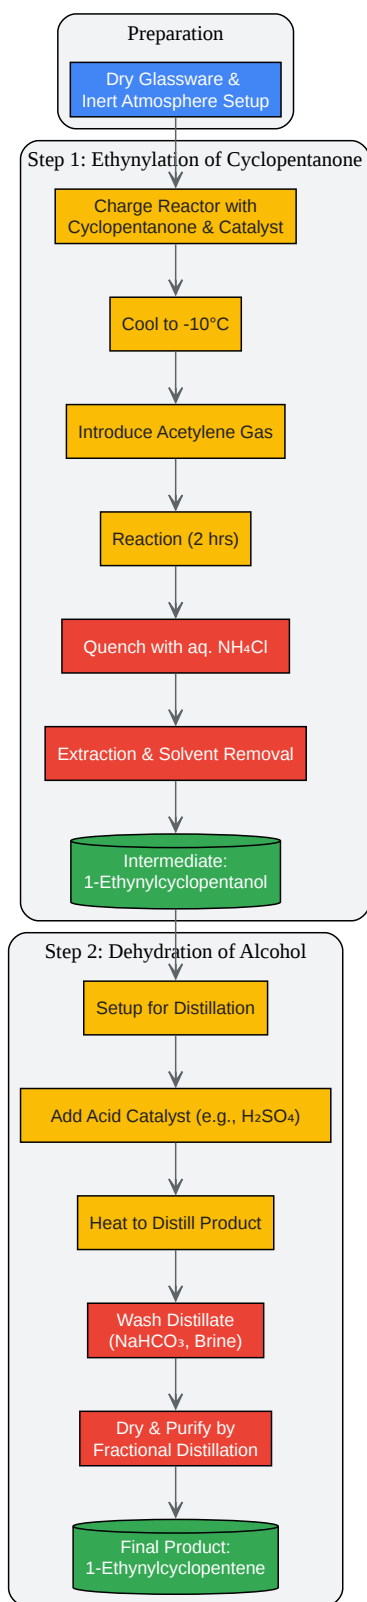 Preparation
Dry Glassware &
Inert Atmosphere Setup
Step 1: Ethynylation of Cyclopentanone
Charge Reactor with
Cyclopentanone & Catalyst
Cool to -10°C
Introduce Acetylene Gas
Reaction (2 hrs)
Quench with aq. NH₄Cl
Extraction & Solvent Removal
Intermediate:
1-Ethynylcyclopentanol
Step 2: Dehydration of Alcohol
Setup for Distillation
Add Acid Catalyst (e.g., H₂SO₄)
Heat to Distill Product
Wash Distillate
(NaHCO₃, Brine)
Dry & Purify by
Fractional Distillation
Final Product:
1-Ethynylcyclopentene